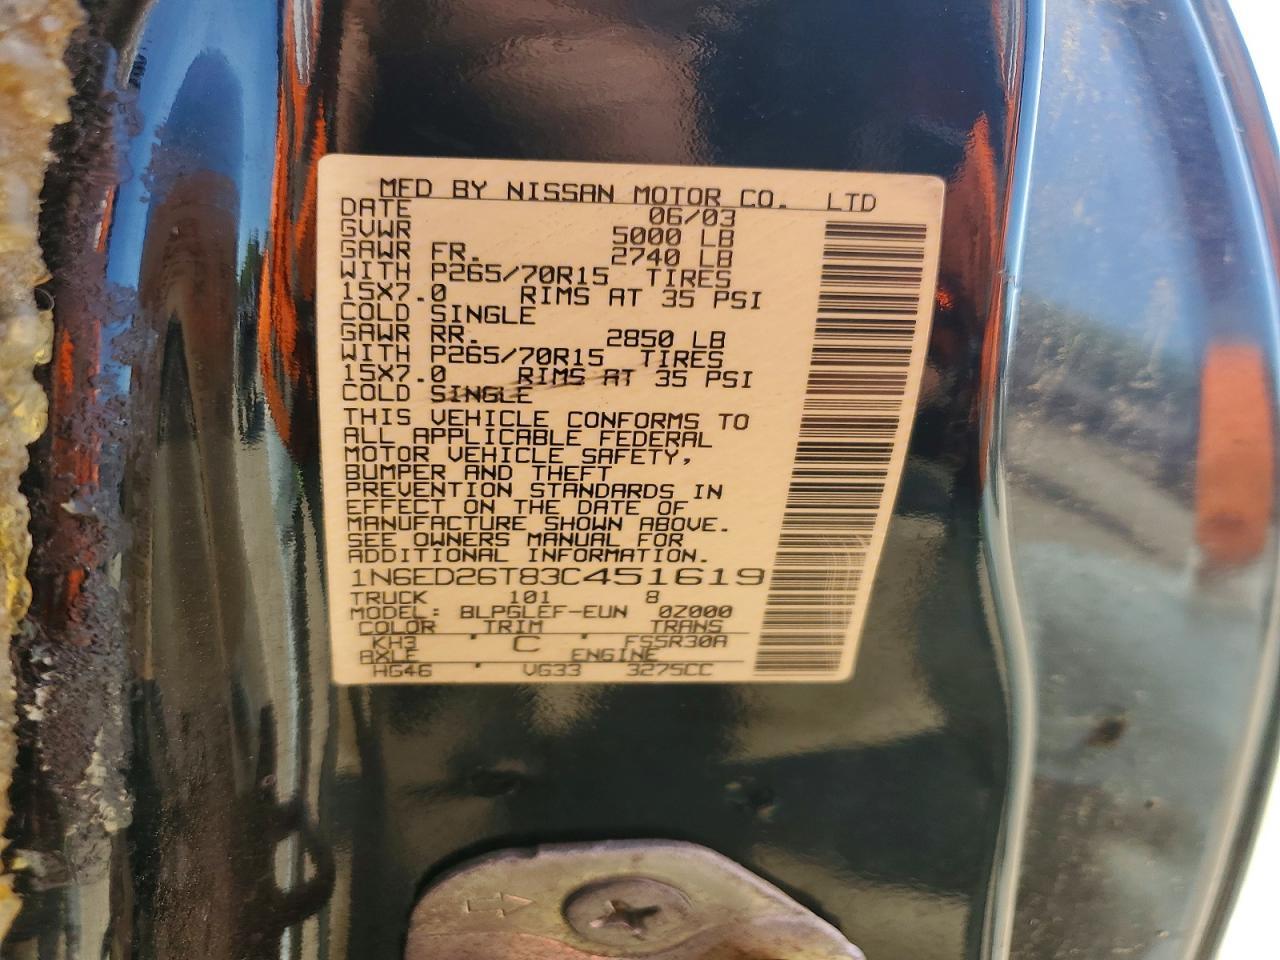 MFD BY NISSAN MOTOR CO. LTD
DATE 06/03
GVWR 5000 LB
GAWR FR. 2740 LB
WITH P265/70R15 TIRES
15X7.0 RIMS AT 35 PSI
COLD SINGLE
GAWR RR. 2850 LB
WITH P265/70R15 TIRES
15X7.0 RIMS AT 35 PSI
COLD SINGLE
THIS VEHICLE CONFORMS TO
ALL APPLICABLE FEDERAL
MOTOR VEHICLE SAFETY,
BUMPER AND THEFT
PREVENTION STANDARDS IN
EFFECT ON THE DATE OF
MANUFACTURE SHOWN ABOVE.
SEE OWNERS MANUAL FOR
ADDITIONAL INFORMATION.
1N6ED26T83C451619
TRUCK 101 8
MODEL: BLPGLEF-EUN 0Z000
COLOR TRIM TRANS
KH3 C FS5R30A
AXLE ENGINE
HG46 VG33 3275CC